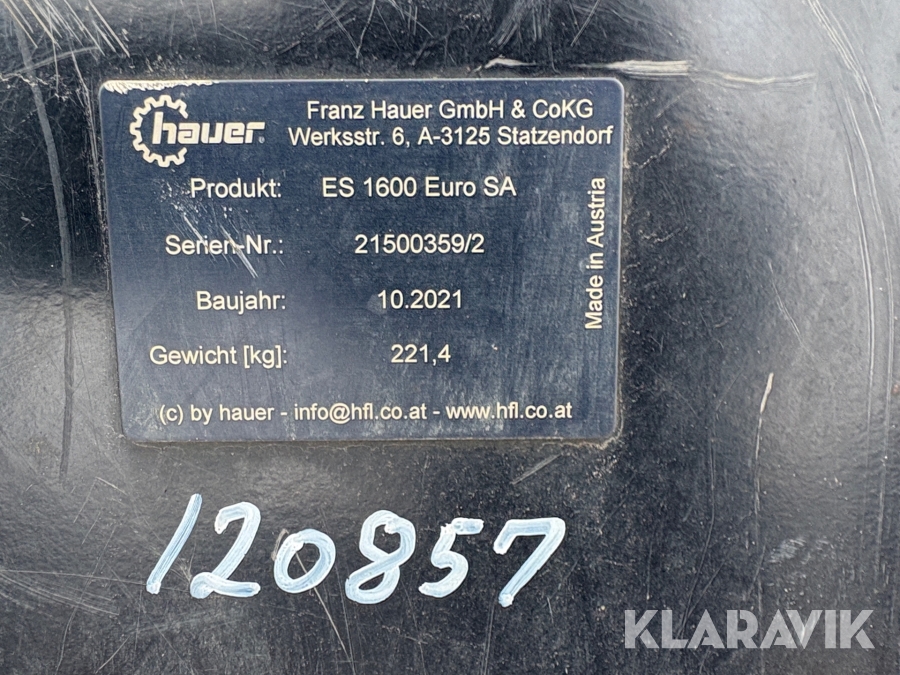 hauer
Franz Hauer GmbH & CoKG
Werksstr. 6, A-3125 Statzendorf
Produkt: ES 1600 Euro SA
Serien-Nr.: 21500359/2
Baujahr: 10.2021
Gewicht [kg]: 221,4
Made in Austria
(c) by hauer - info@hfl.co.at - www.hfl.co.at
120857
KLARAVIK